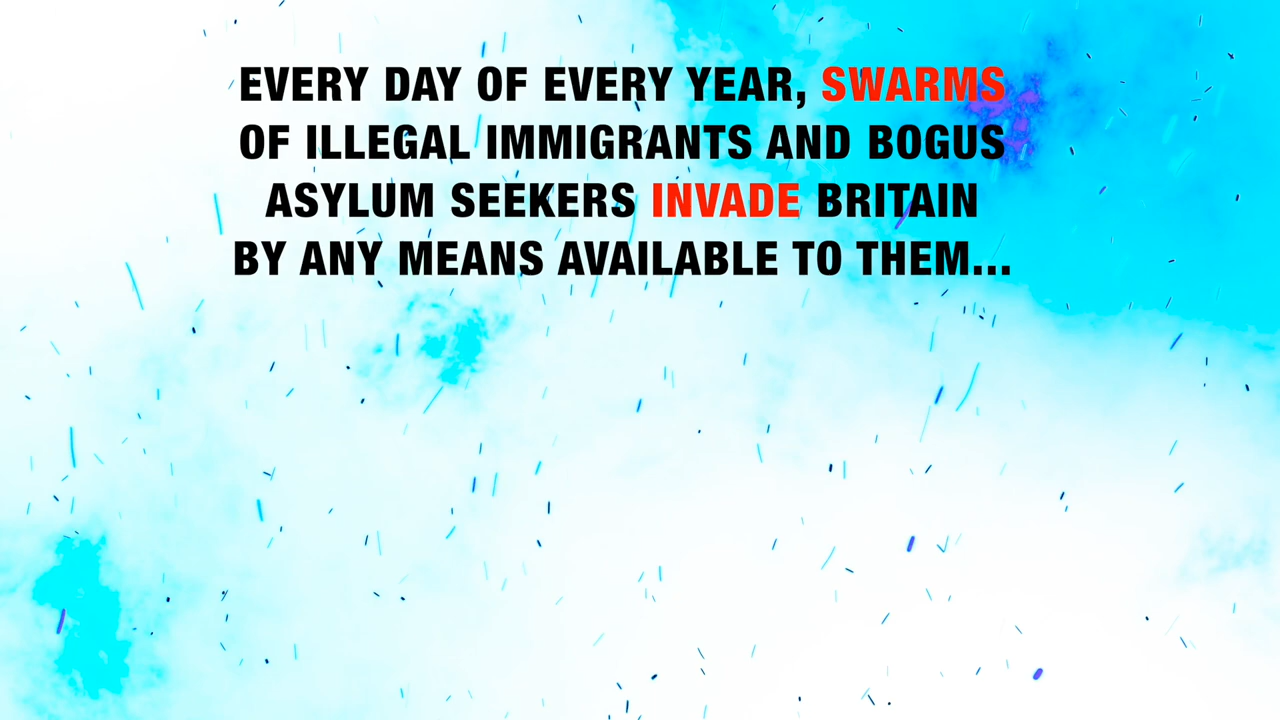 EVERY DAY OF EVERY YEAR, SWARMS
OF ILLEGAL IMMIGRANTS AND BOGUS
ASYLUM SEEKERS INVADE BRITAIN
BY ANY MEANS AVAILABLE TO THEM...